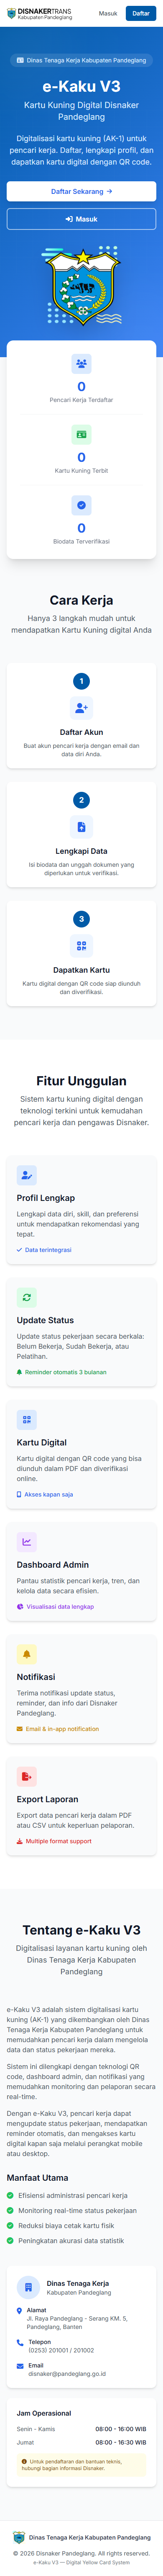 DISNAKERTRANS
Kabupaten Pandeglang
Masuk
Daftar
Dinas Tenaga Kerja Kabupaten Pandeglang
e-Kaku V3
Kartu Kuning Digital Disnaker
Pandeglang
Digitalisasi kartu kuning (AK-1) untuk
pencari kerja. Daftar, lengkapi profil, dan
dapatkan kartu digital dengan QR code.
Daftar Sekarang
Masuk
0
Pencari Kerja Terdaftar
0
Kartu Kuning Terbit
0
Biodata Terverifikasi
Cara Kerja
Hanya 3 langkah mudah untuk
mendapatkan Kartu Kuning digital Anda
1
Daftar Akun
Buat akun pencari kerja dengan email dan
data diri Anda.
2
Lengkapi Data
Isi biodata dan unggah dokumen yang
diperlukan untuk verifikasi.
3
Dapatkan Kartu
Kartu digital dengan QR code siap diunduh
dan diverifikasi.
Fitur Unggulan
Sistem kartu kuning digital dengan
teknologi terkini untuk kemudahan
pencari kerja dan pengawas Disnaker.
Profil Lengkap
Lengkapi data diri, skill, dan preferensi
untuk mendapatkan rekomendasi yang
tepat.
Data terintegrasi
Update Status
Update status pekerjaan secara berkala:
Belum Bekerja, Sudah Bekerja, atau
Pelatihan.
Reminder otomatis 3 bulanan
Kartu Digital
Kartu digital dengan QR code yang bisa
diunduh dalam PDF dan diverifikasi
online.
Akses kapan saja
Dashboard Admin
Pantau statistik pencari kerja, tren, dan
kelola data secara efisien.
Visualisasi data lengkap
Notifikasi
Terima notifikasi update status,
reminder, dan info dari Disnaker
Pandeglang.
Email & in-app notification
Export Laporan
Export data pencari kerja dalam PDF
atau CSV untuk keperluan pelaporan.
Multiple format support
Tentang e-Kaku V3
Digitalisasi layanan kartu kuning oleh
Dinas Tenaga Kerja Kabupaten
Pandeglang
e-Kaku V3 adalah sistem digitalisasi kartu
kuning (AK-1) yang dikembangkan oleh Dinas
Tenaga Kerja Kabupaten Pandeglang untuk
memudahkan pencari kerja dalam mengelola
data dan status pekerjaan mereka.
Sistem ini dilengkapi dengan teknologi QR
code, dashboard admin, dan notifikasi yang
memudahkan monitoring dan pelaporan secara
real-time.
Dengan e-Kaku V3, pencari kerja dapat
mengupdate status pekerjaan, mendapatkan
reminder otomatis, dan mengakses kartu
digital kapan saja melalui perangkat mobile
atau desktop.
Manfaat Utama
Efisiensi administrasi pencari kerja
Monitoring real-time status pekerjaan
Reduksi biaya cetak kartu fisik
Peningkatan akurasi data statistik
Dinas Tenaga Kerja
Kabupaten Pandeglang
Alamat
Jl. Raya Pandeglang - Serang KM. 5,
Pandeglang, Banten
Telepon
(0253) 201001 / 201002
Email
disnaker@pandeglang.go.id
Jam Operasional
Senin - Kamis
08:00 - 16:00 WIB
Jumat
08:00 - 16:30 WIB
Untuk pendaftaran dan bantuan teknis,
hubungi bagian informasi Disnaker.
Dinas Tenaga Kerja Kabupaten Pandeglang
© 2026 Disnaker Pandeglang. All rights reserved.
e-Kaku V3 — Digital Yellow Card System